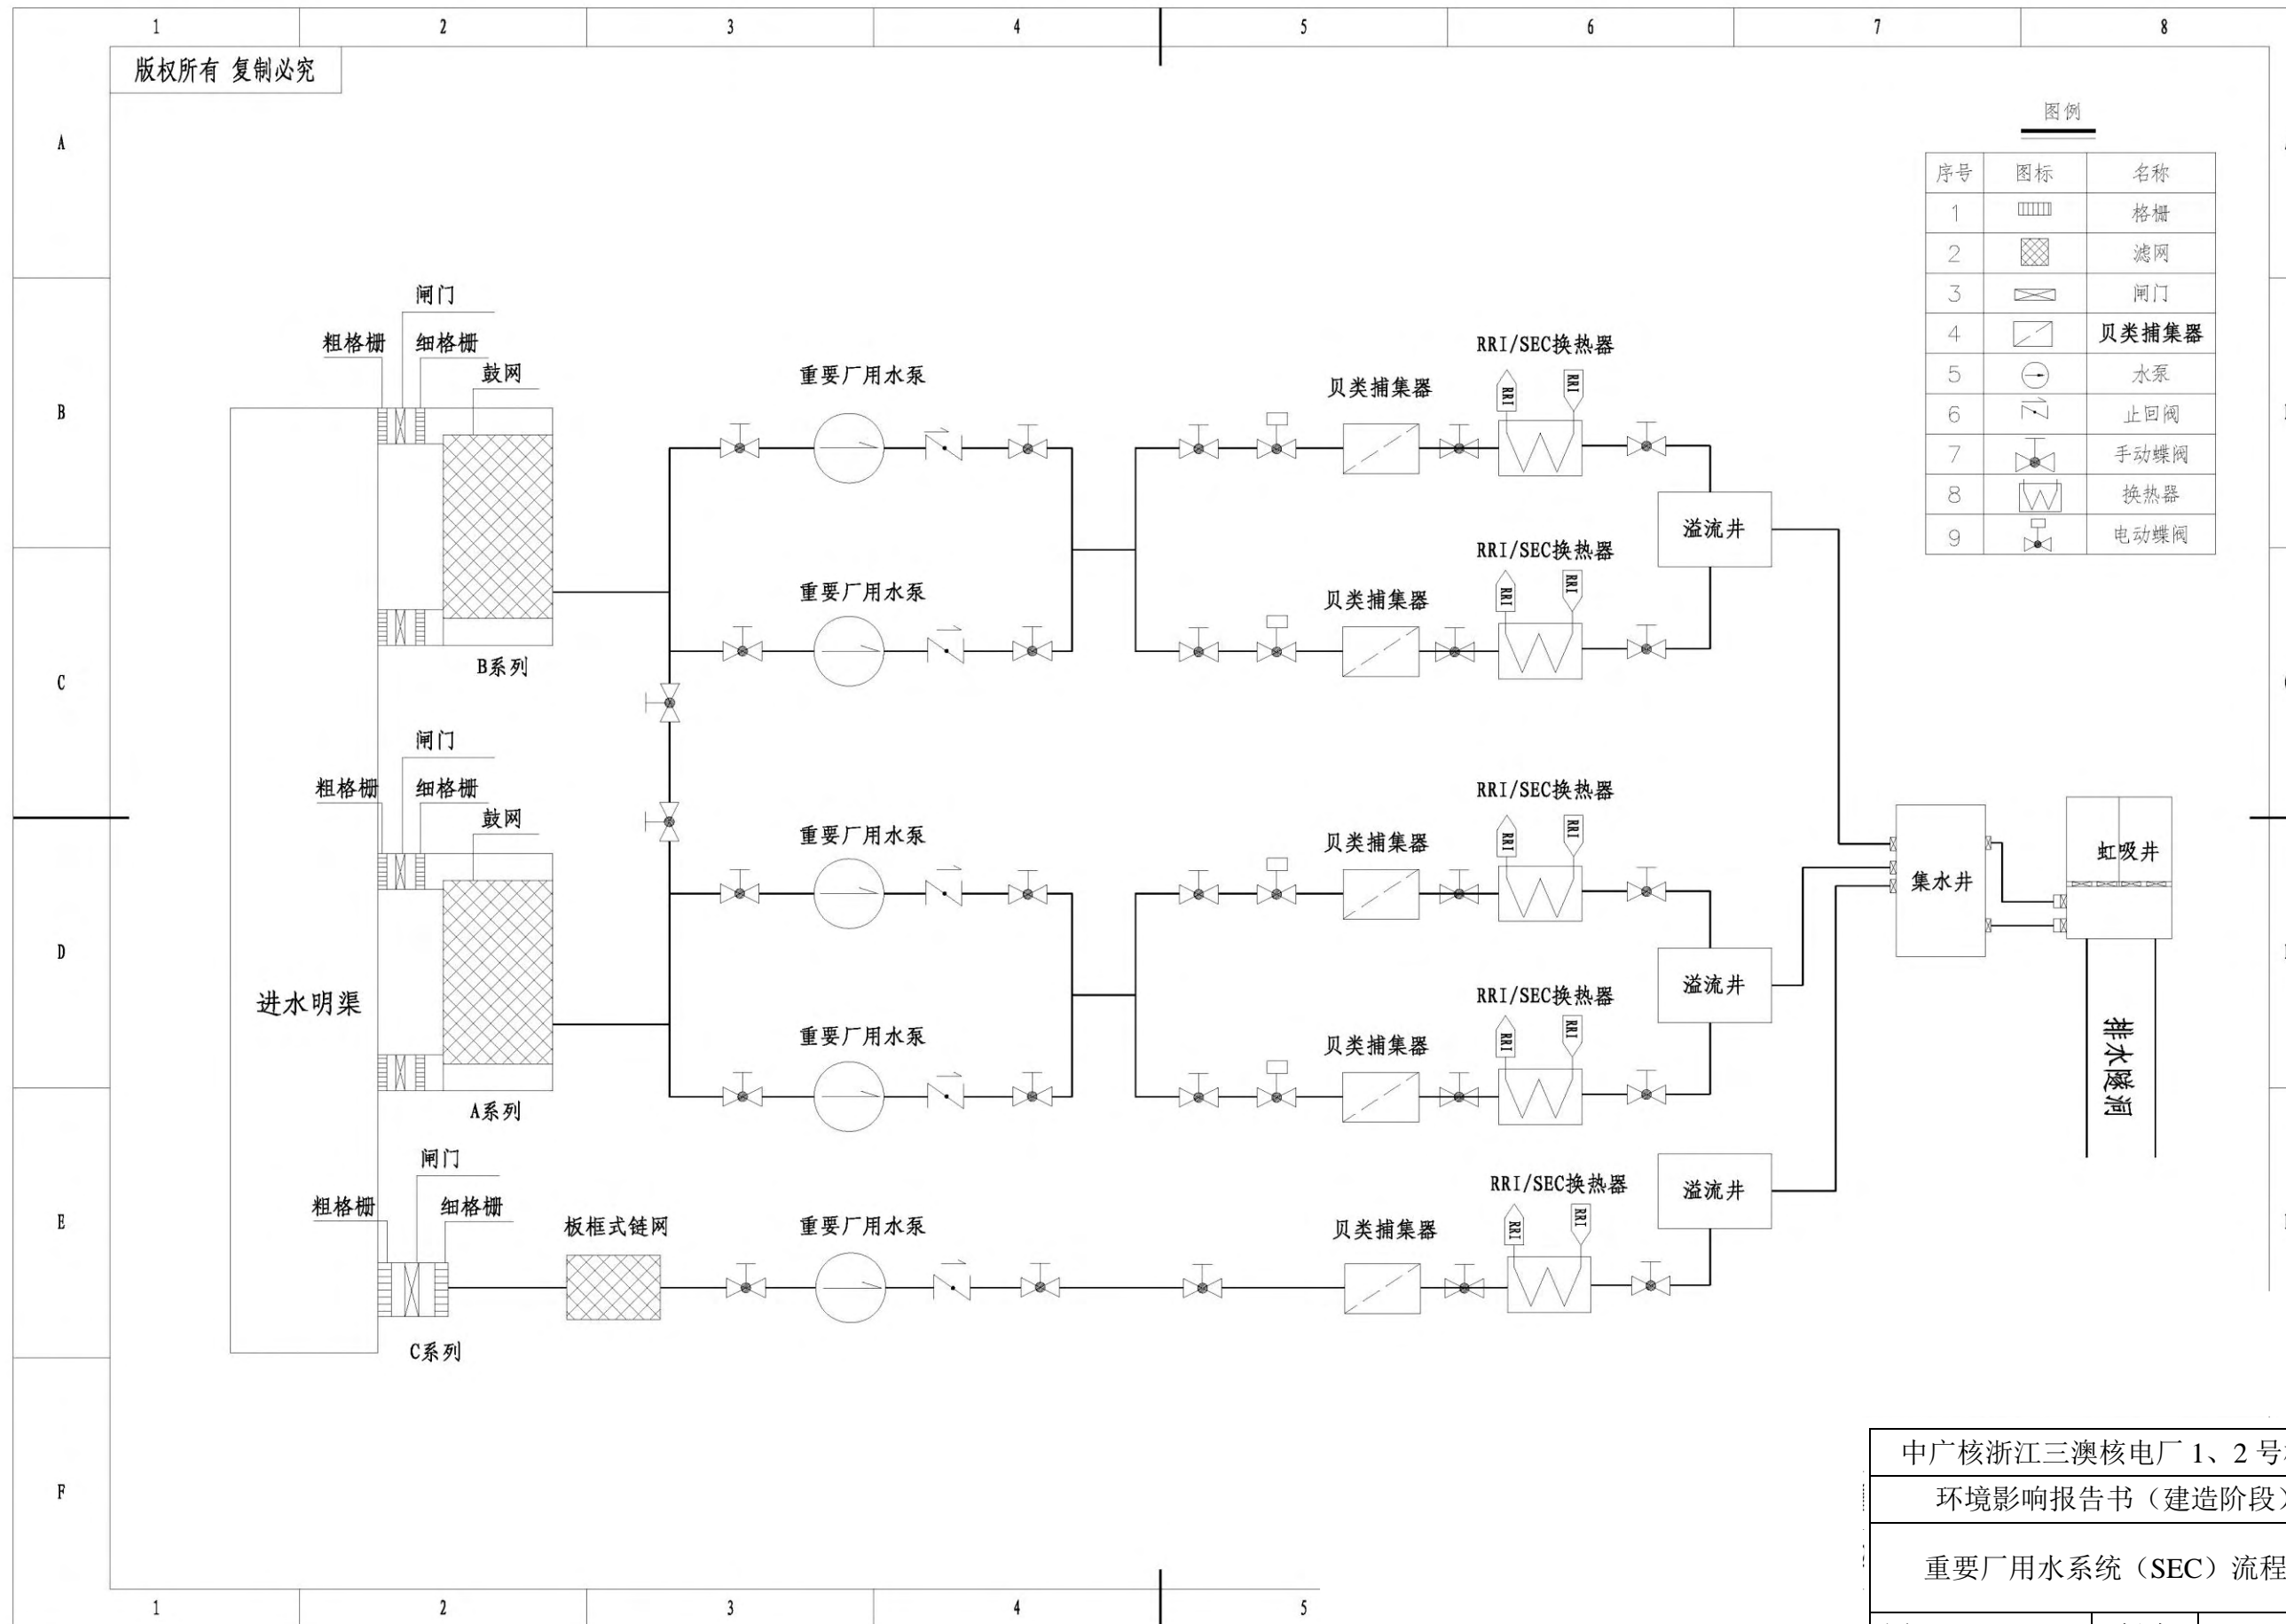 1 2 3 4 5 6 7 8
版权所有 复制必究
A
B
C
D
E
F
图例
序号 图标 名称
1 格栅
2 滤网
3 闸门
4 贝类捕集器
5 水泵
6 止回阀
7 手动蝶阀
8 换热器
9 电动蝶阀
闸门
粗格栅 细格栅
鼓网
重要厂用水泵
贝类捕集器
RRI/SEC换热器
RRI RRI
溢流井
重要厂用水泵
贝类捕集器
RRI/SEC换热器
RRI RRI
B系列
闸门
粗格栅 细格栅
鼓网
重要厂用水泵
贝类捕集器
RRI/SEC换热器
RRI RRI
集水井
虹吸井
进水明渠
溢流井
重要厂用水泵
贝类捕集器
RRI/SEC换热器
RRI RRI
排水隧洞
A系列
闸门
粗格栅 细格栅
板框式链网
重要厂用水泵
贝类捕集器
RRI/SEC换热器
RRI RRI
溢流井
C系列
中广核浙江三澳核电厂 1、2 号
环境影响报告书（建造阶段）
重要厂用水系统（SEC）流程
1 2 3 4 5